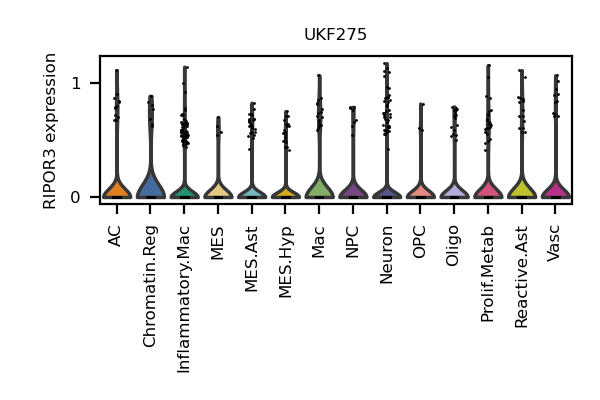 UKF275
RIPOR3 expression
1
0
AC
Chromatin.Reg
Inflammatory.Mac
MES
MES.Ast
MES.Hyp
Mac
NPC
Neuron
OPC
Oligo
Prolif.Metab
Reactive.Ast
Vasc